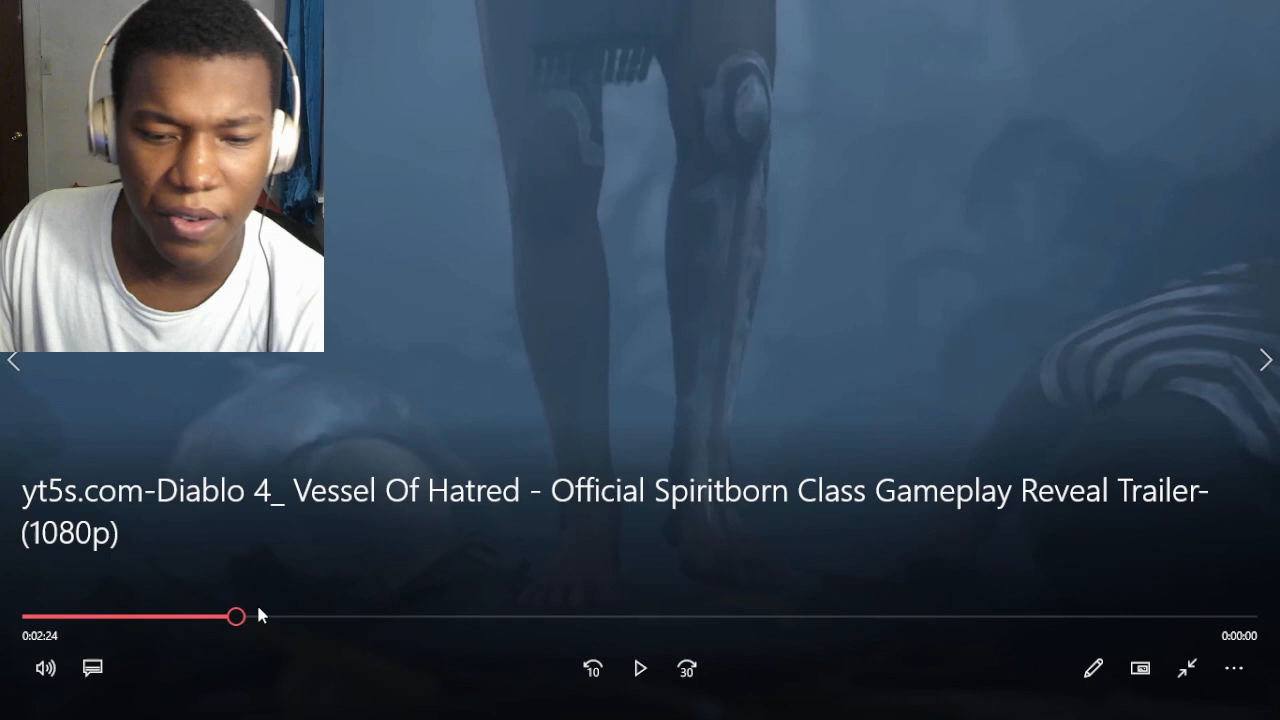 yt5s.com-Diablo 4_ Vessel Of Hatred - Official Spiritborn Class Gameplay Reveal Trailer-
(1080p)
0:02:24
0:00:00
10
30